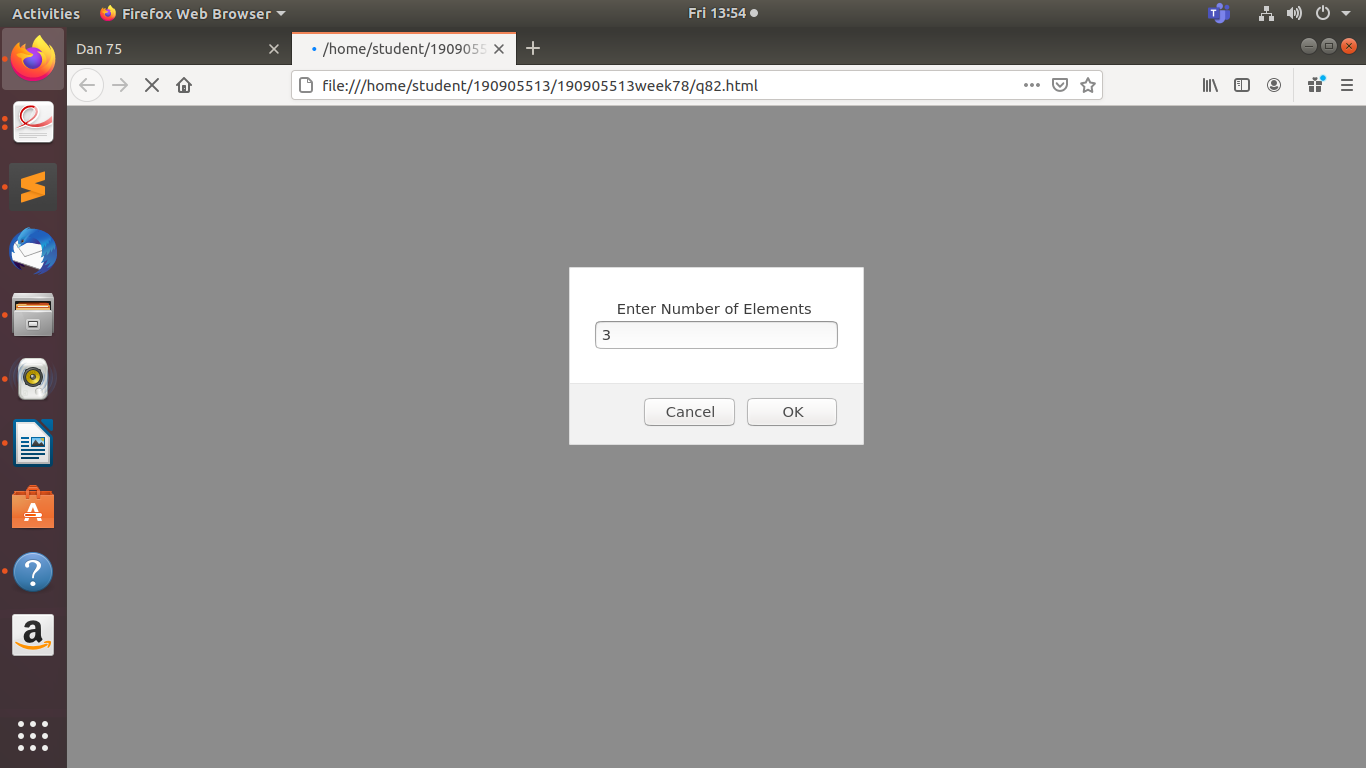 Activities Firefox Web Browser Fri 13:54
Dan 75 /home/student/1909055
file:///home/student/190905513/190905513week78/q82.html
Enter Number of Elements
3
Cancel OK